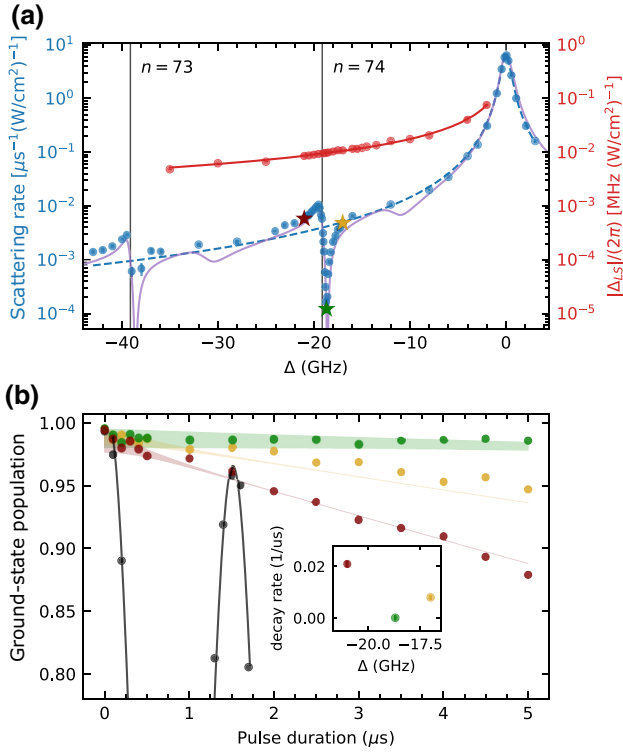 (a)
n = 73
n = 74
Scattering rate [μs⁻¹(W/cm²)⁻¹]
10¹
10⁰
10⁻¹
10⁻²
10⁻³
10⁻⁴
|Δ_LS|/(2π) [MHz (W/cm²)⁻¹]
10⁰
10⁻¹
10⁻²
10⁻³
10⁻⁴
10⁻⁵
−40 −30 −20 −10 0
Δ (GHz)
(b)
Ground-state population
1.00
0.95
0.90
0.85
0.80
decay rate (1/us)
0.02
0.00
−20.0 −17.5
Δ (GHz)
0 1 2 3 4 5
Pulse duration (μs)